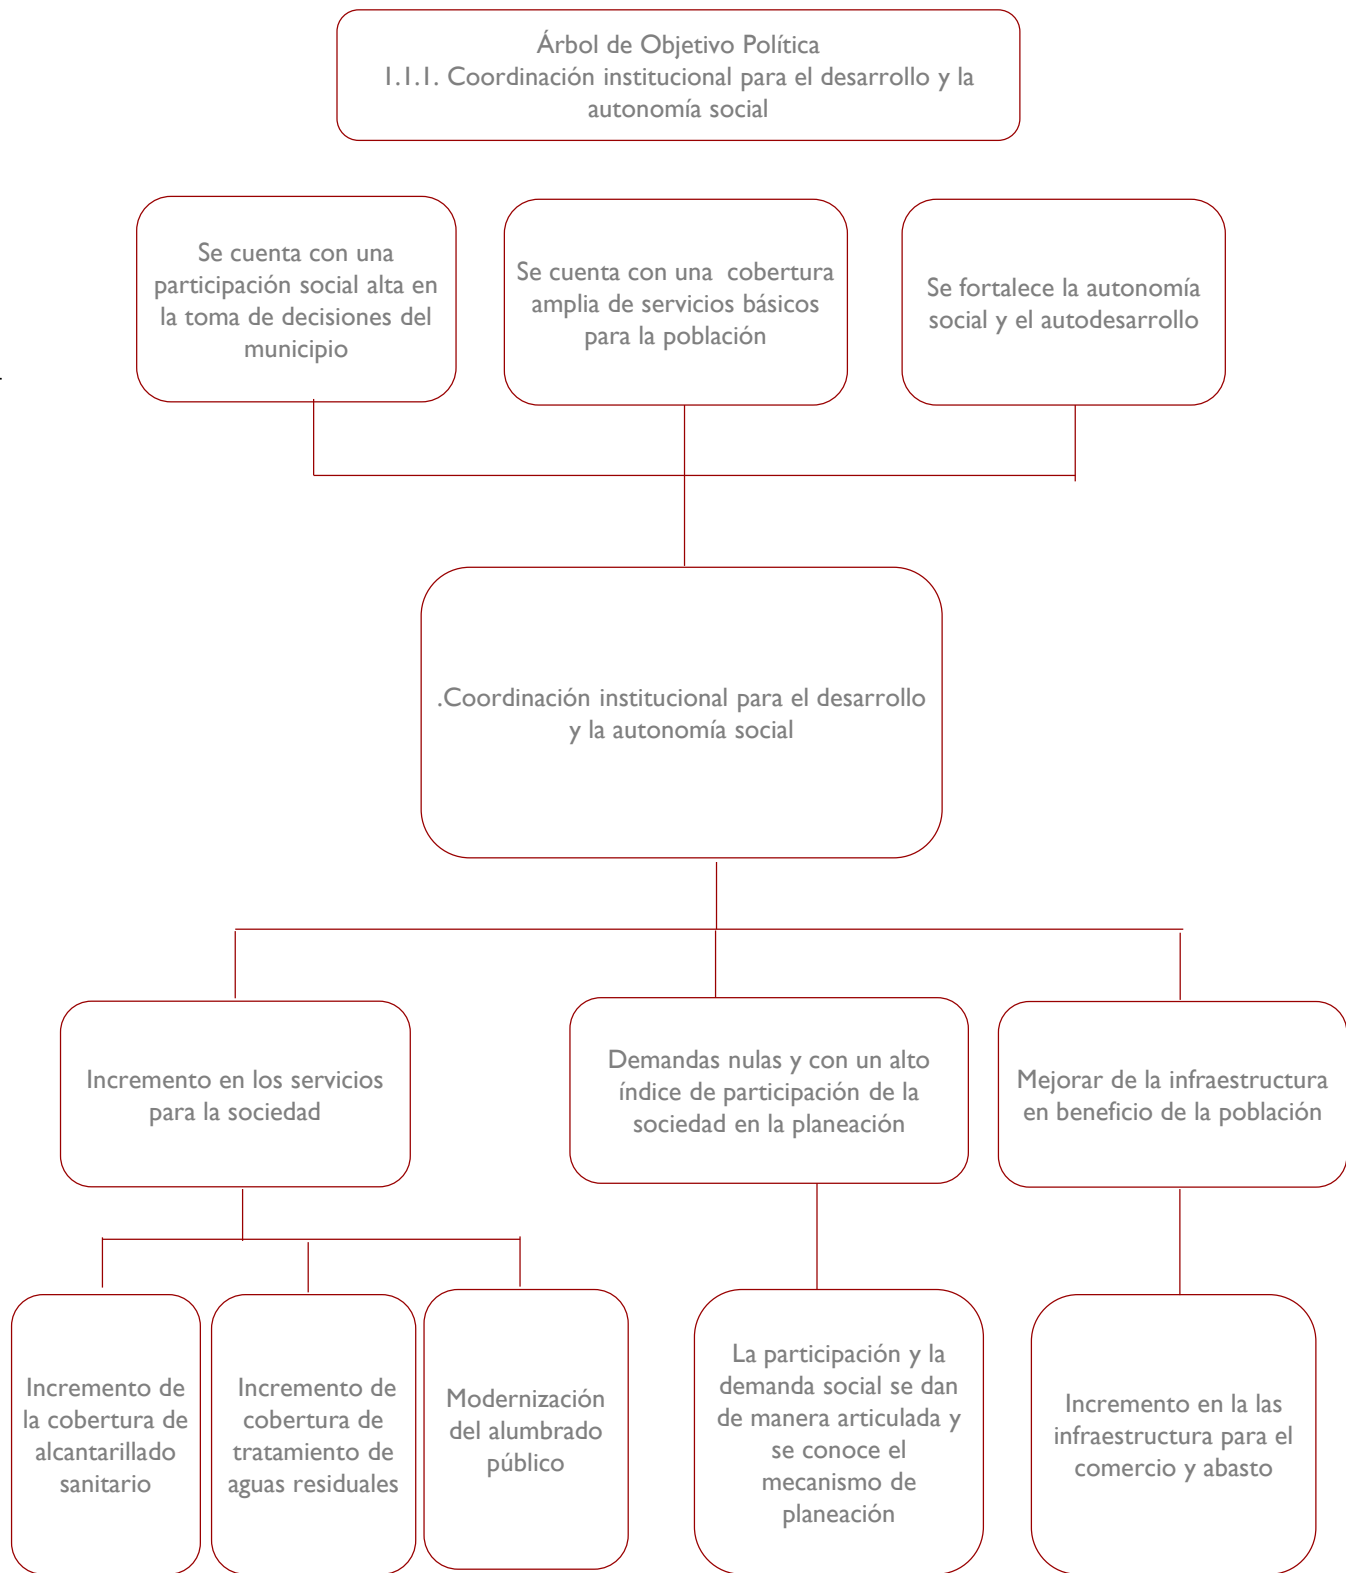 Árbol de Objetivo Política
1.1.1. Coordinación institucional para el desarrollo y la
autonomía social
Se cuenta con una
participación social alta en
la toma de decisiones del
municipio
Se cuenta con una cobertura
amplia de servicios básicos
para la población
Se fortalece la autonomía
social y el autodesarrollo
.Coordinación institucional para el desarrollo
y la autonomía social
Incremento en los servicios
para la sociedad
Demandas nulas y con un alto
índice de participación de la
sociedad en la planeación
Mejorar de la infraestructura
en beneficio de la población
Incremento de
la cobertura de
alcantarillado
sanitario
Incremento de
cobertura de
tratamiento de
aguas residuales
Modernización
del alumbrado
público
La participación y la
demanda social se dan
de manera articulada y
se conoce el
mecanismo de
planeación
Incremento en la las
infraestructura para el
comercio y abasto